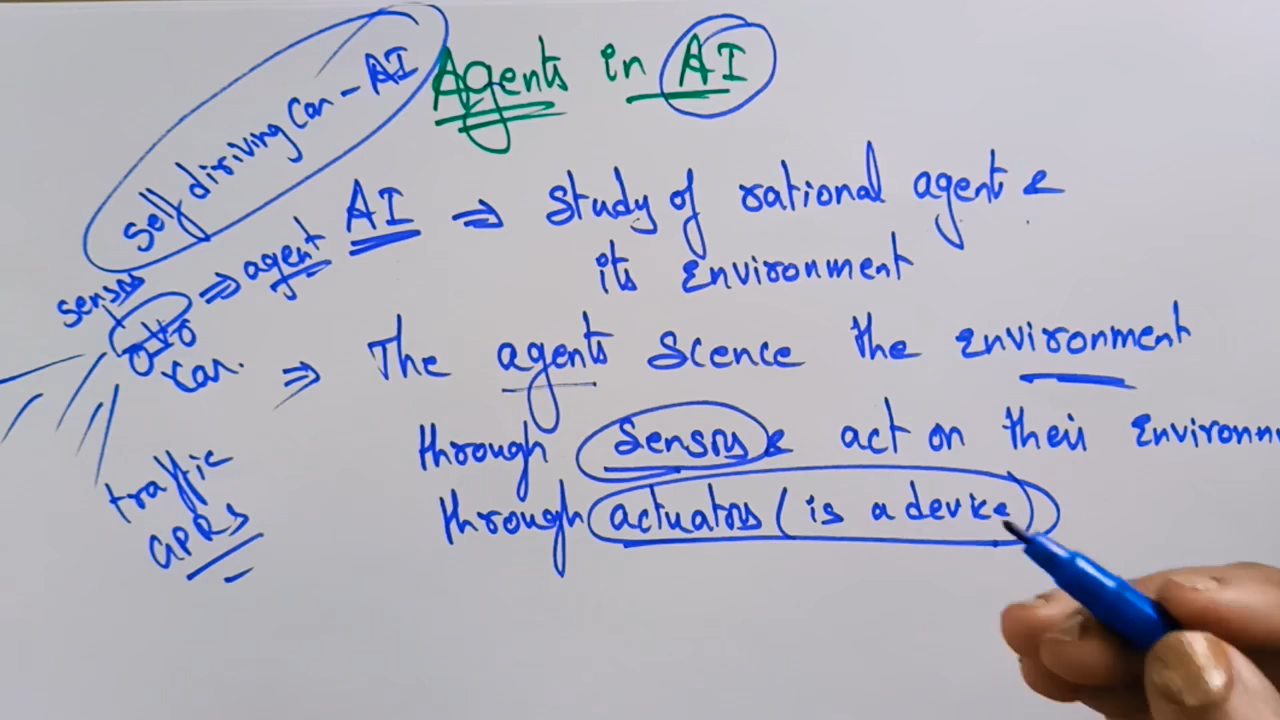 Agents in AI
Self diriving Car - AI
AI ⇒ Study of rational agent &
its Environment
sensors
⇒ agent
Car.
⇒ The agents Scence the environment
through Sensors & act on their Environm
through actuators ( is a device )
traffic
GPRS